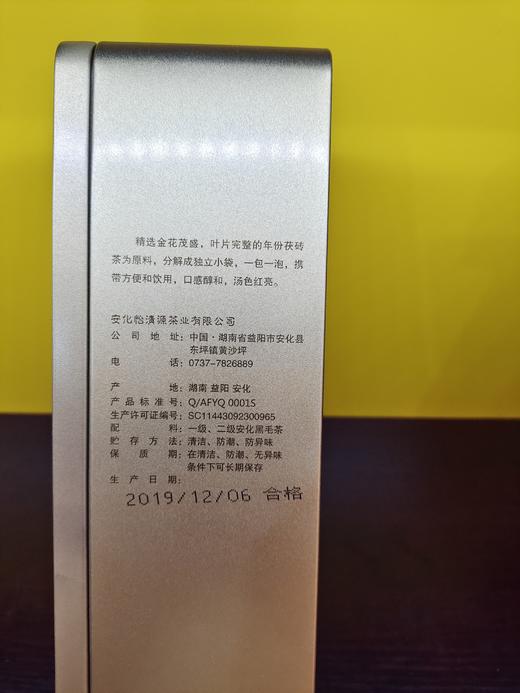 精选金花茂盛，叶片完整的年份茯砖
茶为原料，分解成独立小袋，一包一泡，携
带方便和饮用，口感醇和，汤色红亮。
安化怡清源茶业有限公司
公司地址：中国·湖南省益阳市安化县
东坪镇黄沙坪
电话：0737-7826889
产地：湖南 益阳 安化
产品标准号：Q/AFYQ 0001S
生产许可证编号：SC11443092300965
配料：一级、二级安化黑毛茶
贮存方法：清洁、防潮、防异味
保质期：在清洁、防潮、无异味
条件下可长期保存
生产日期：
2019/12/06 合格